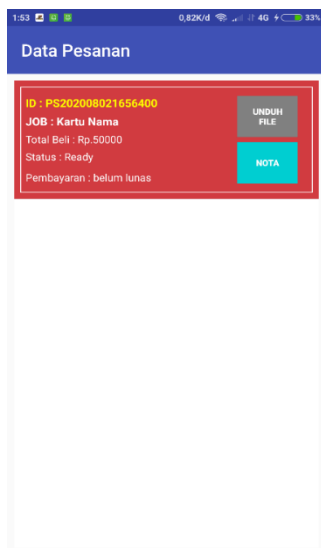 1:53 0,82K/d 4G 33%
Data Pesanan
ID : PS202008021656400
JOB : Kartu Nama
Total Beli : Rp.50000
Status : Ready
Pembayaran : belum lunas
UNDUH
FILE
NOTA